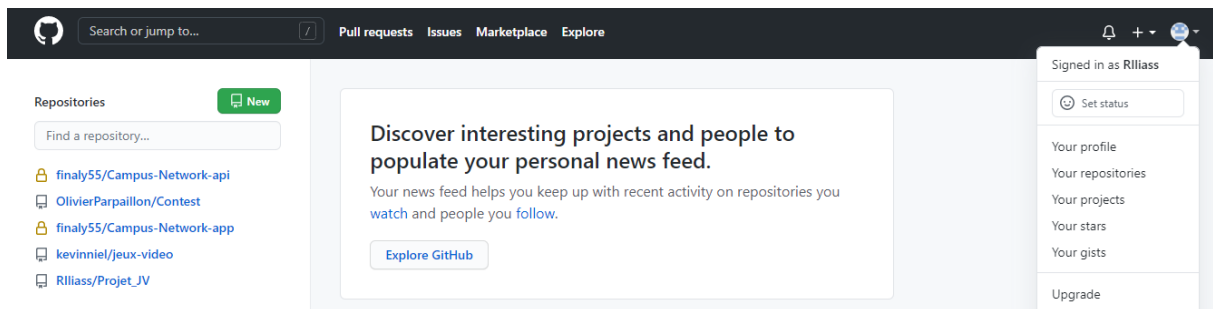 Search or jump to...
/
Pull requests Issues Marketplace Explore
Signed in as RIliass
Set status
Your profile
Your repositories
Your projects
Your stars
Your gists
Upgrade
Repositories
New
Find a repository...
finaly55/Campus-Network-api
OlivierParpaillon/Contest
finaly55/Campus-Network-app
kevinniel/jeux-video
RIliass/Projet_JV
Discover interesting projects and people to
populate your personal news feed.
Your news feed helps you keep up with recent activity on repositories you
watch and people you follow.
Explore GitHub